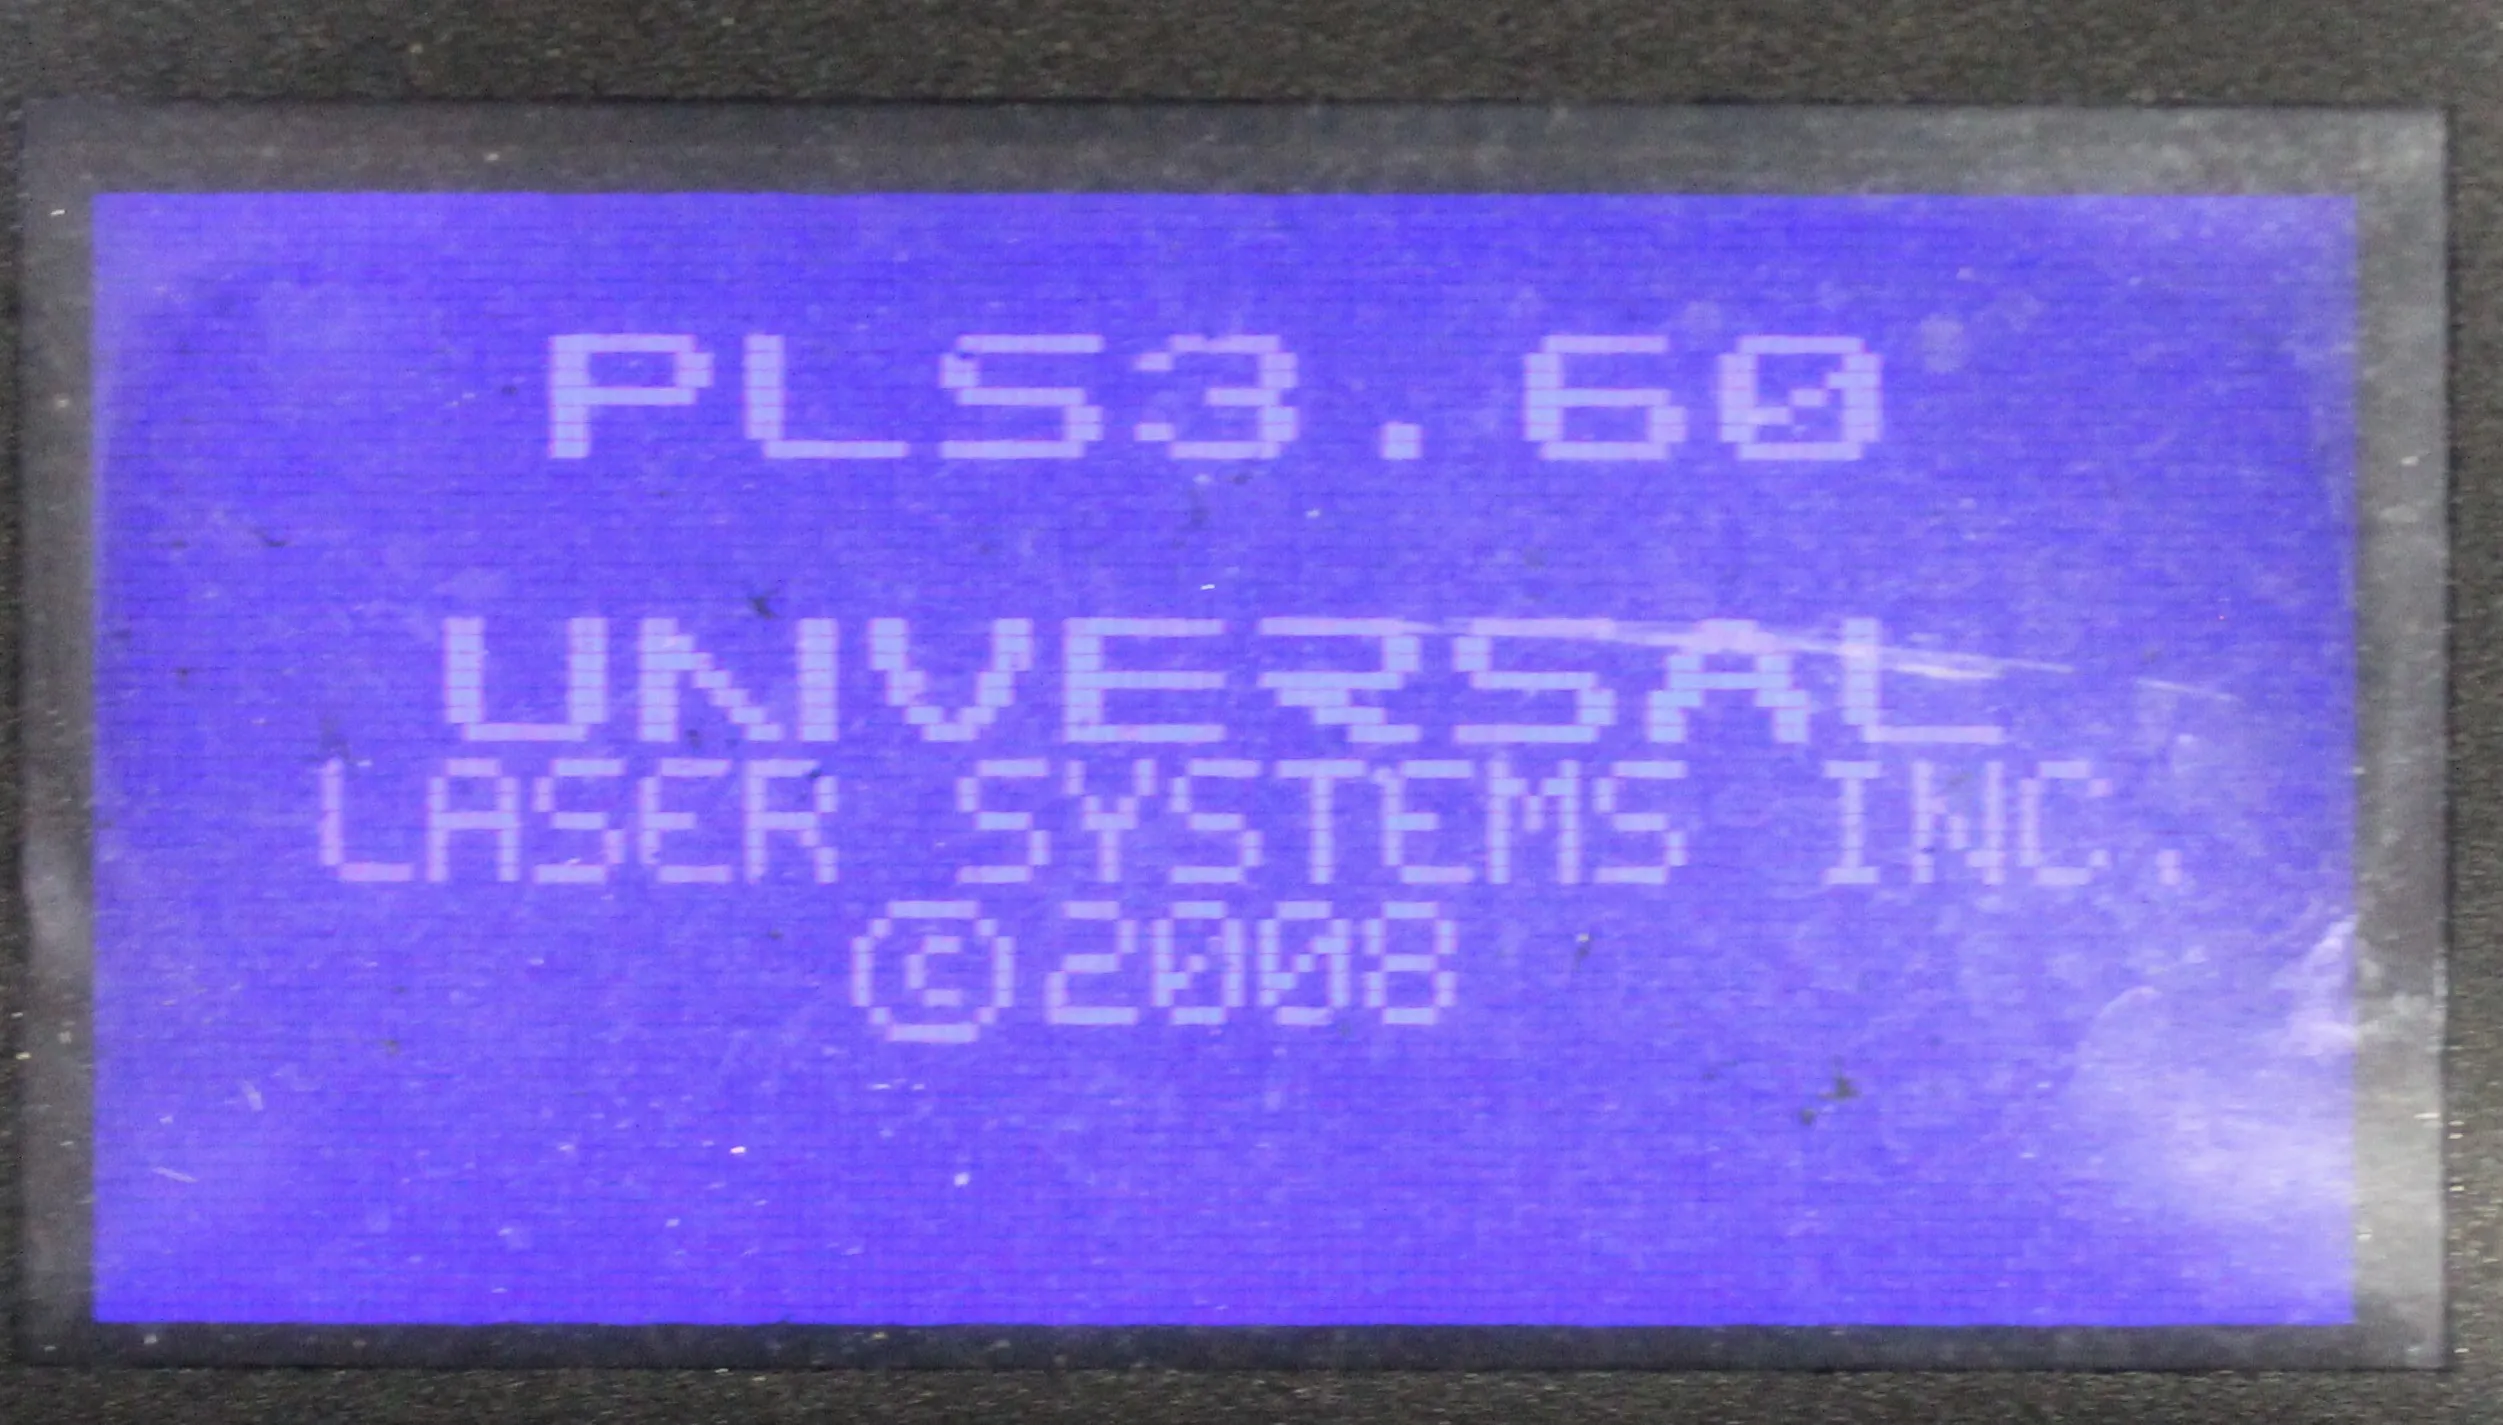 PLS3.60
UNIVERSAL
LASER SYSTEMS INC.
©2008